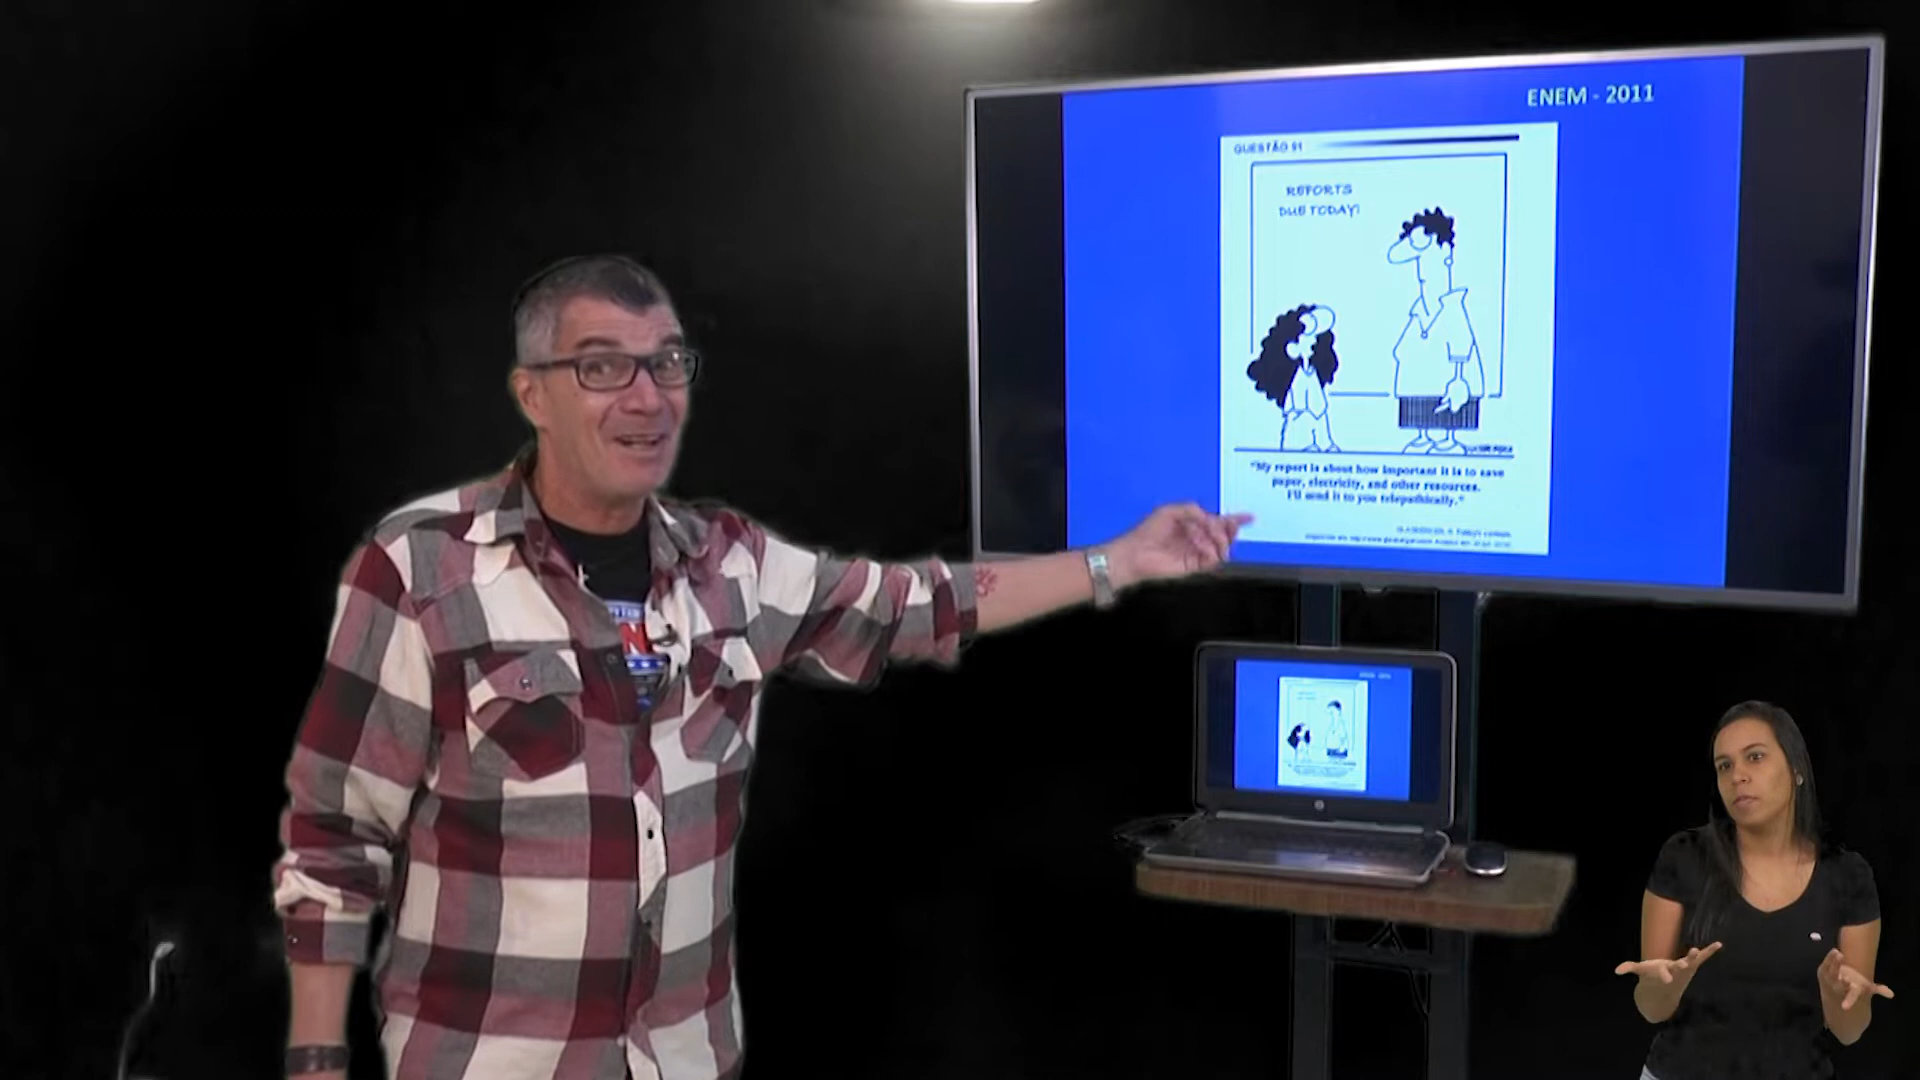 ENEM - 2011
QUESTÃO 91
REPORTS
DUE TODAY!
"My report is about how important it is to save
paper, electricity, and other resources.
I'll send it to you telepathically."